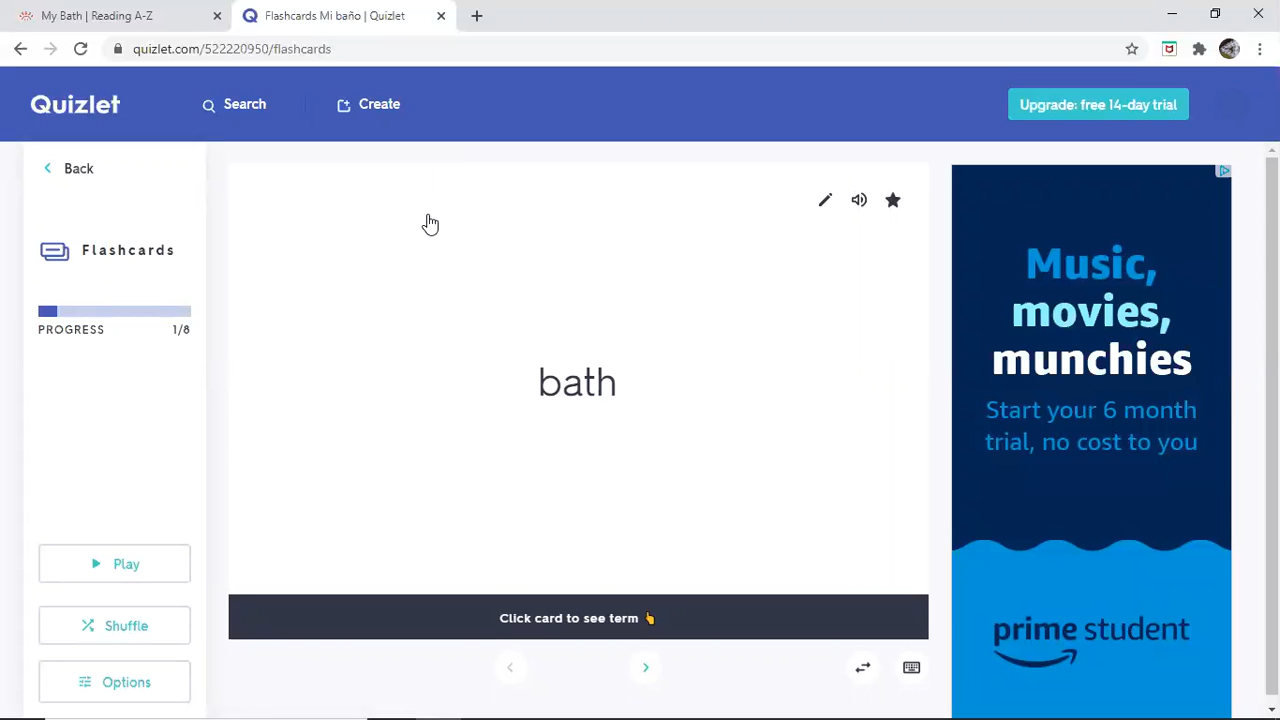 My Bath | Reading A-Z
Flashcards Mi baño | Quizlet
quizlet.com/522220950/flashcards
Quizlet
Search
Create
Upgrade: free 14-day trial
Back
Flashcards
PROGRESS 1/8
Play
Shuffle
Options
bath
Click card to see term
Music,
movies,
munchies
Start your 6 month
trial, no cost to you
prime student